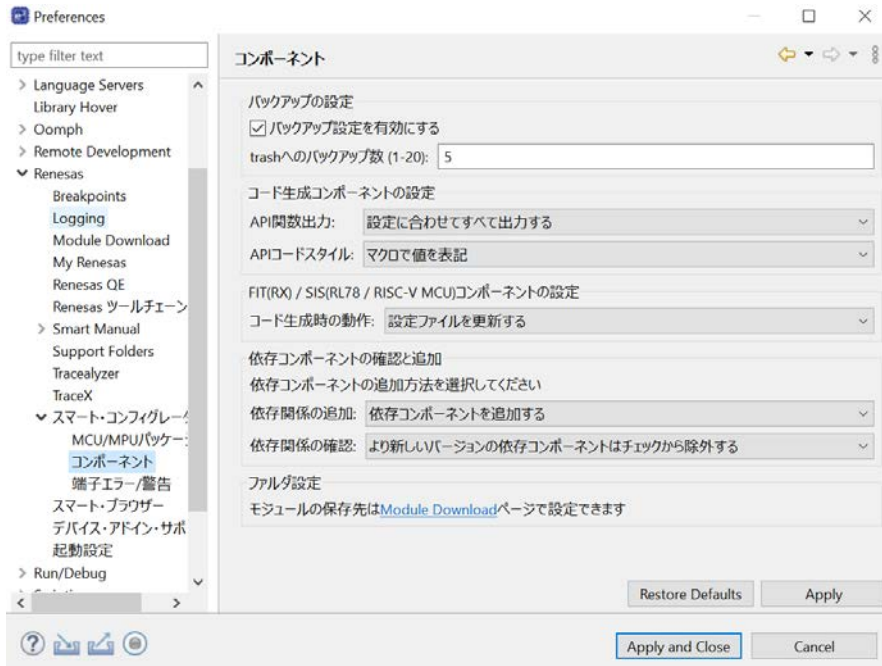 Preferences
type filter text
Language Servers
Library Hover
Oomph
Remote Development
Renesas
Breakpoints
Logging
Module Download
My Renesas
Renesas QE
Renesas ツールチェーン
Smart Manual
Support Folders
Tracealyzer
TraceX
スマート・コンフィグレー
MCU/MPUパッケー
コンポーネント
端子エラー/警告
スマート・ブラウザー
デバイス・アドイン・サポ
起動設定
Run/Debug
コンポーネント
バックアップの設定
バックアップ設定を有効にする
trashへのバックアップ数 (1-20): 5
コード生成コンポーネントの設定
API関数出力: 設定に合わせてすべて出力する
APIコードスタイル: マクロで値を表記
FIT(RX) / SIS(RL78 / RISC-V MCU)コンポーネントの設定
コード生成時の動作: 設定ファイルを更新する
依存コンポーネントの確認と追加
依存コンポーネントの追加方法を選択してください
依存関係の追加: 依存コンポーネントを追加する
依存関係の確認: より新しいバージョンの依存コンポーネントはチェックから除外する
フォルダ設定
モジュールの保存先はModule Downloadページで設定できます
Restore Defaults Apply
Apply and Close Cancel